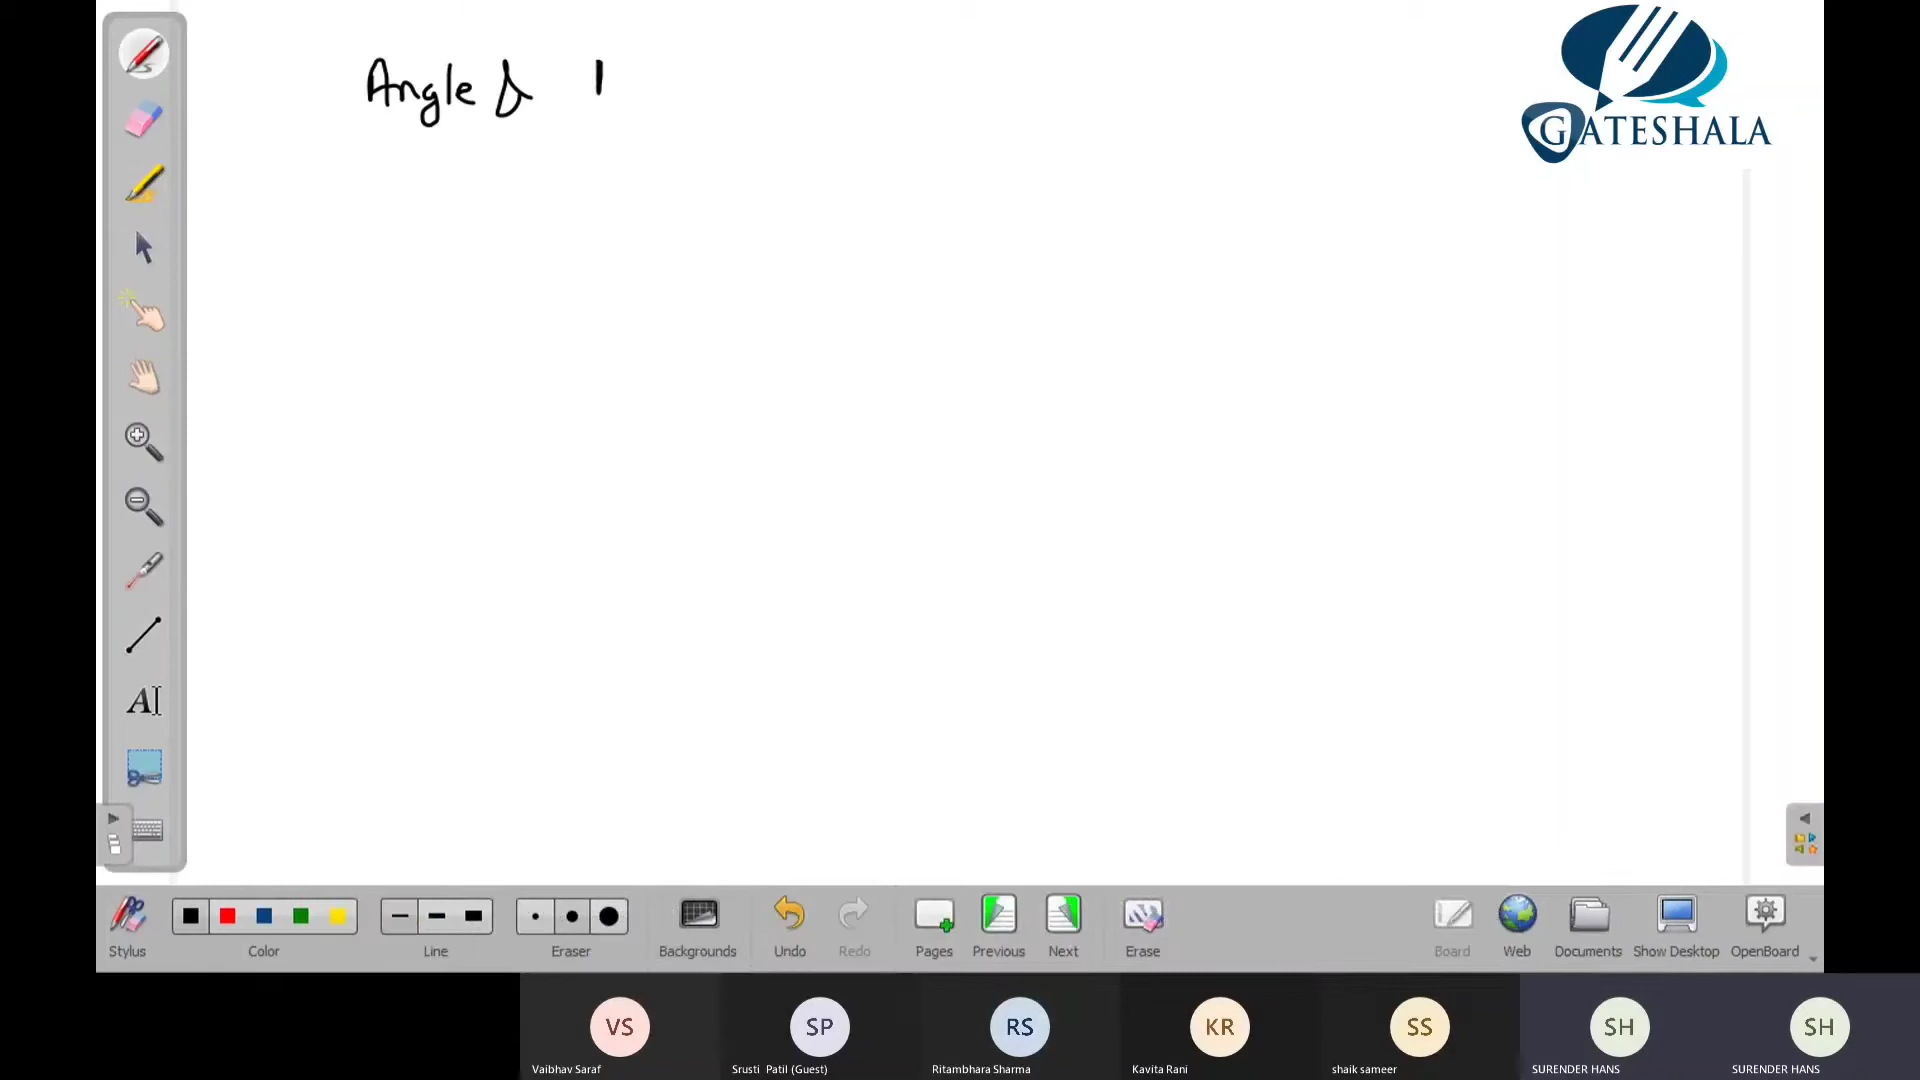 Angle &
GATESHALA
Stylus
Color
Line
Eraser
Backgrounds
Undo
Redo
Pages
Previous
Next
Erase
Board
Web
Documents
Show Desktop
OpenBoard
VS
SP
RS
KR
SS
SH
SH
Vaibhav Saraf
Srusti Patil (Guest)
Ritambhara Sharma
Kavita Rani
shaik sameer
SURENDER HANS
SURENDER HANS